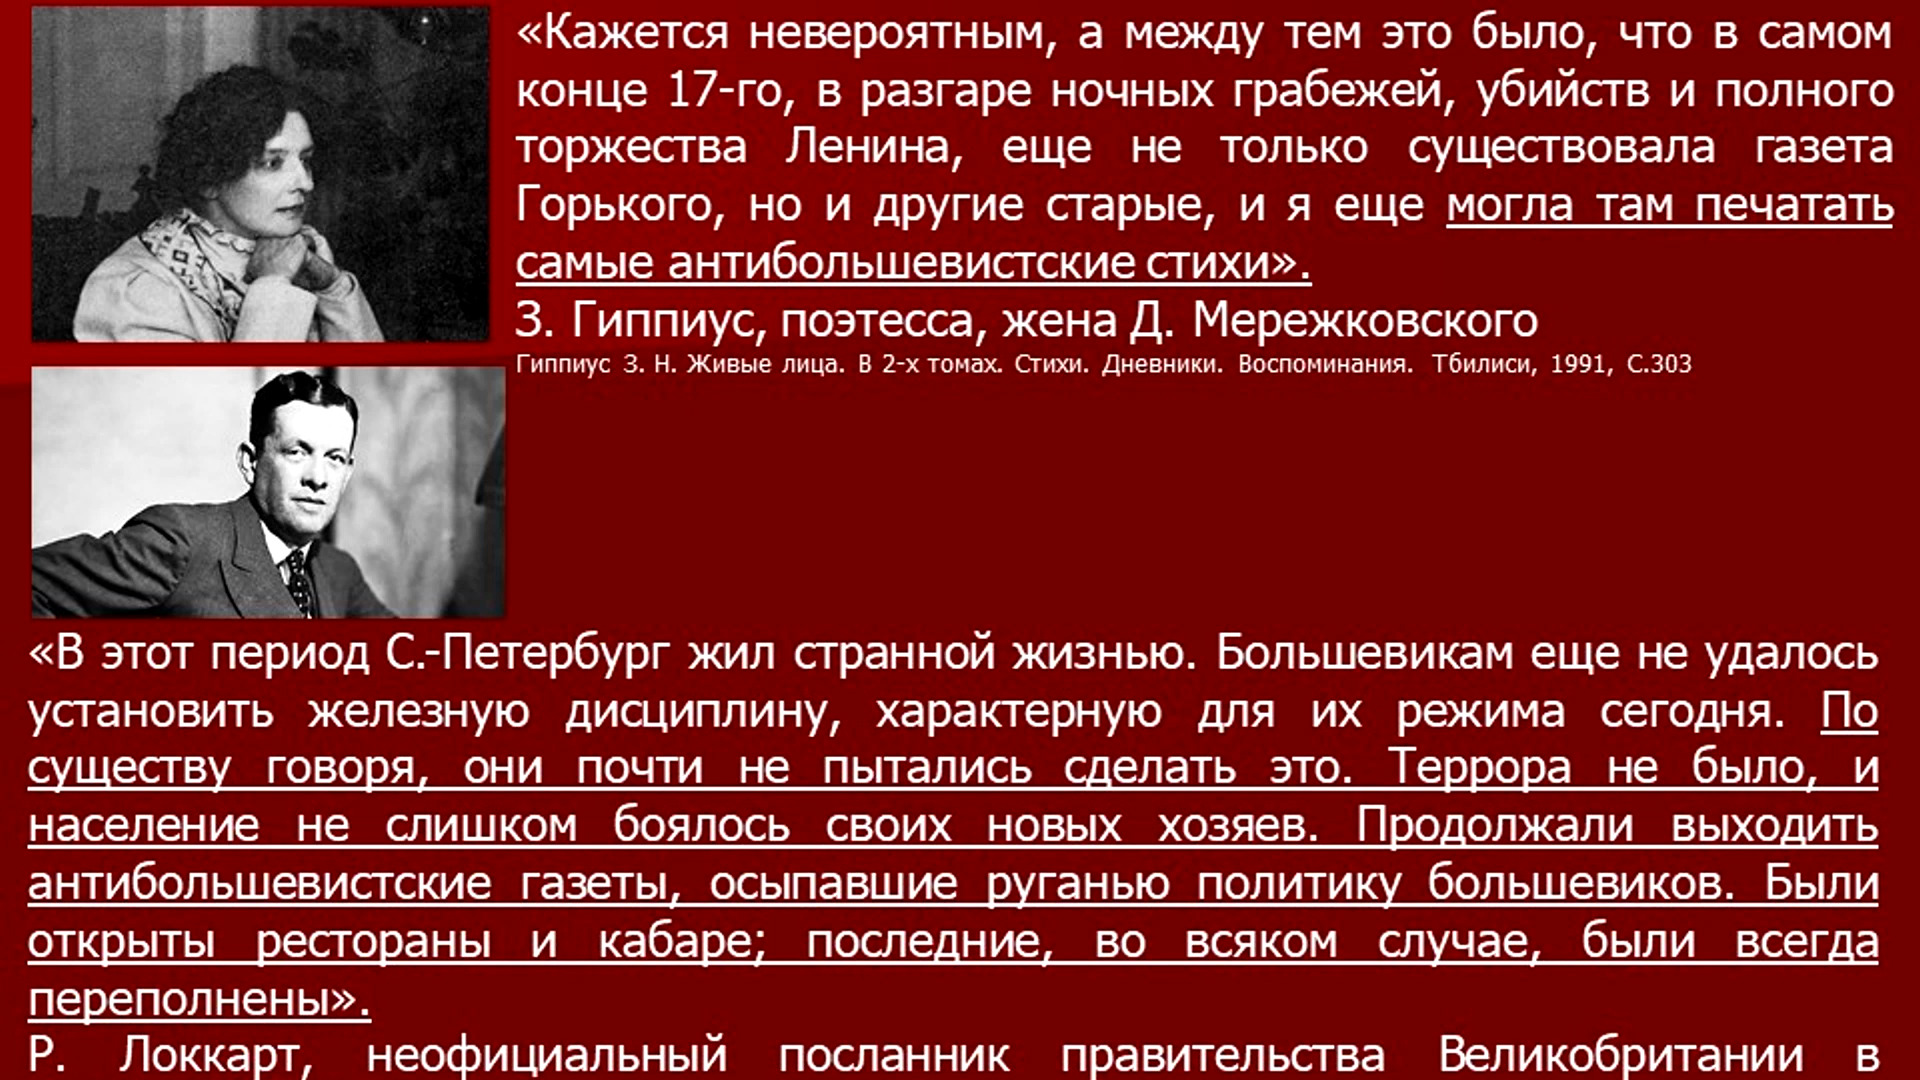 «Кажется невероятным, а между тем это было, что в самом
конце 17-го, в разгаре ночных грабежей, убийств и полного
торжества Ленина, еще не только существовала газета
Горького, но и другие старые, и я еще могла там печатать
самые антибольшевистские стихи».
З. Гиппиус, поэтесса, жена Д. Мережковского
Гиппиус З. Н. Живые лица. В 2-х томах. Стихи. Дневники. Воспоминания. Тбилиси, 1991, С.303
«В этот период С.-Петербург жил странной жизнью. Большевикам еще не удалось
установить железную дисциплину, характерную для их режима сегодня. По
существу говоря, они почти не пытались сделать это. Террора не было, и
население не слишком боялось своих новых хозяев. Продолжали выходить
антибольшевистские газеты, осыпавшие руганью политику большевиков. Были
открыты рестораны и кабаре; последние, во всяком случае, были всегда
переполнены».
Р. Локкарт, неофициальный посланник правительства Великобритании в